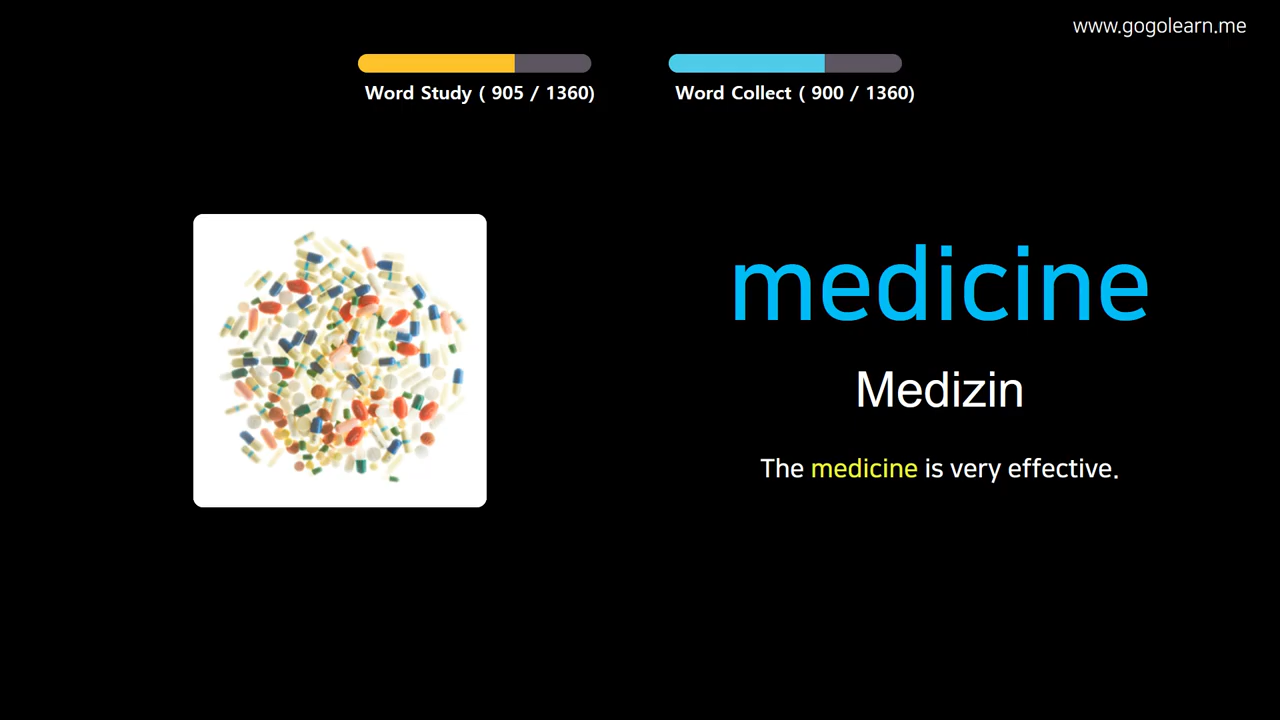 www.gogolearn.me
Word Study ( 905 / 1360)
Word Collect ( 900 / 1360)
medicine
Medizin
The medicine is very effective.